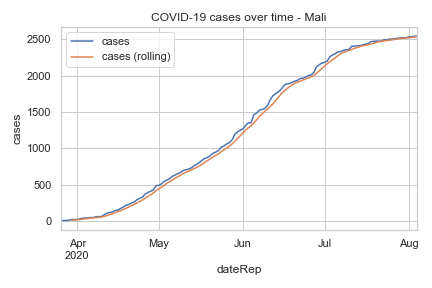 COVID-19 cases over time - Mali
cases
cases (rolling)
2500
2000
1500
1000
500
0
cases
Apr
2020
May
Jun
Jul
Aug
dateRep